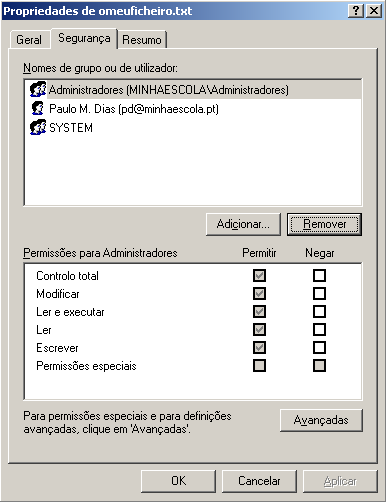 Propriedades de omeuficheiro.txt
Geral Segurança Resumo
Nomes de grupo ou de utilizador:
Administradores (MINHAESCOLA\Administradores)
Paulo M. Dias (pd@minhaescola.pt)
SYSTEM
Adicionar... Remover
Permissões para Administradores Permitir Negar
Controlo total
Modificar
Ler e executar
Ler
Escrever
Permissões especiais
Para permissões especiais e para definições
avançadas, clique em 'Avançadas'.
Avançadas
OK Cancelar Aplicar